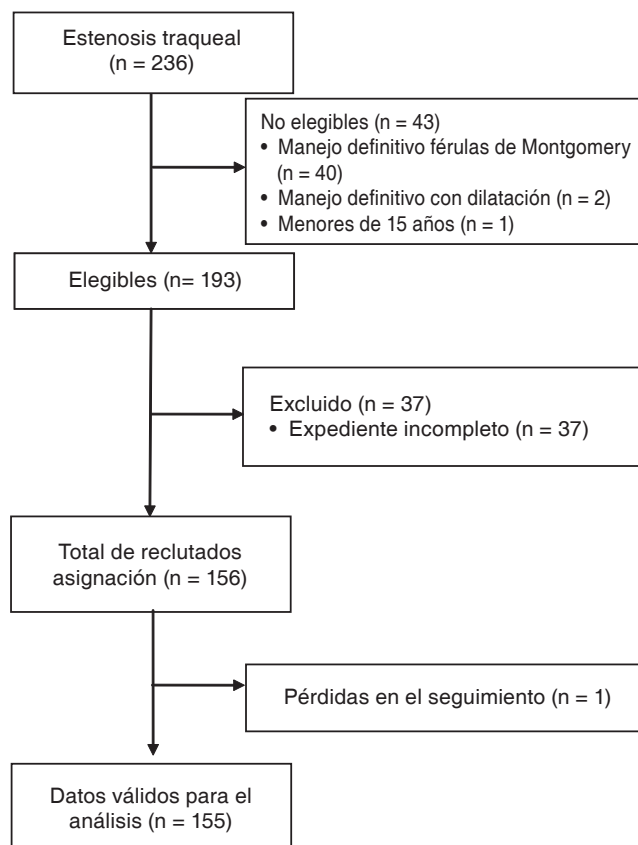 Estenosis traqueal
(n = 236)
No elegibles (n = 43)
• Manejo definitivo férulas de Montgomery
(n = 40)
• Manejo definitivo con dilatación (n = 2)
• Menores de 15 años (n = 1)
Elegibles (n= 193)
Excluido (n = 37)
• Expediente incompleto (n = 37)
Total de reclutados
asignación (n = 156)
Pérdidas en el seguimiento (n = 1)
Datos válidos para el
análisis (n = 155)